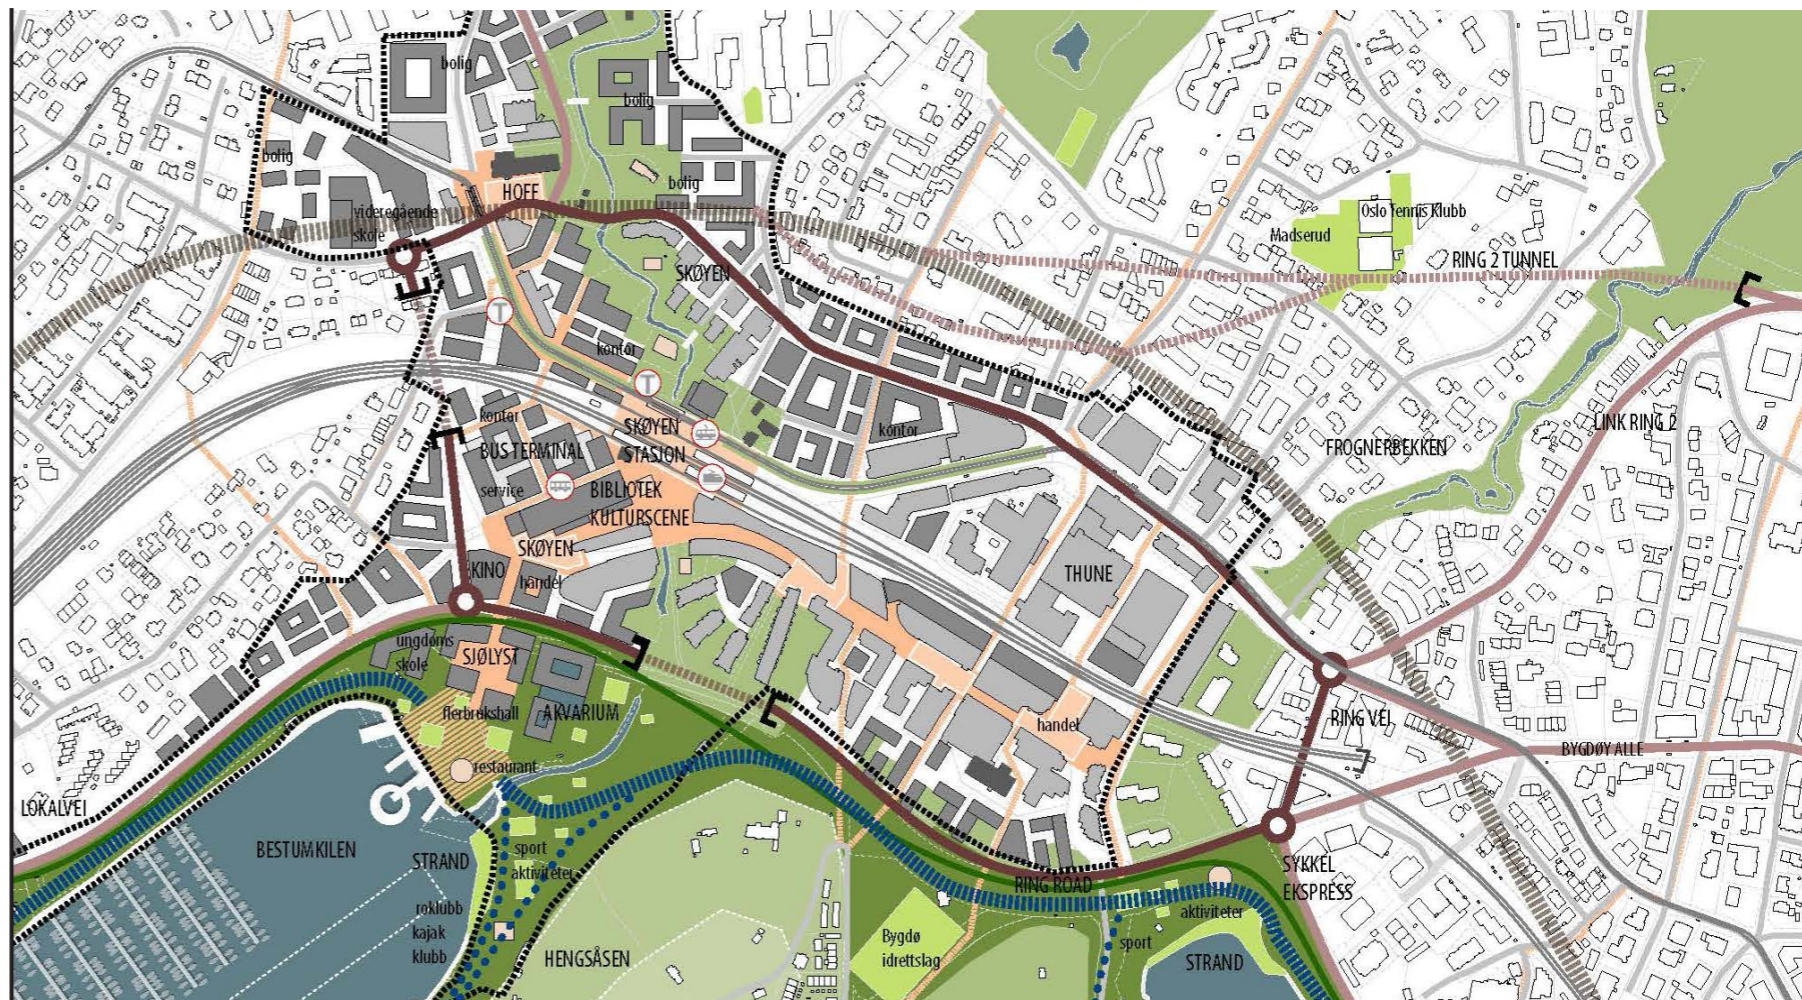 bolig
bolig
bolig
bolig
HOFF
videregående
skole
Oslo Tennis Klubb
Madserud
RING 2 TUNNEL
SKØYEN
T
kontor
T
kontor
SKØYEN
STASJON
kontor
BUS TERMINAL
service
BIBLIOTEK
KULTURSCENE
FROGNERBEKKEN
LINK RING 2
SKØYEN
KINO
handel
THUNE
ungdoms
skole
SJØLYST
flerbrukshall
AKVARIUM
restaurant
handel
RING VEI
BYGDØY ALLE
LOKALVEI
BESTUMKILEN
STRAND
sport
aktiviteter
roklubb
kajak
klubb
HENGSÅSEN
RING ROAD
SYKKEL
EKSPRESS
aktiviteter
sport
Bygdø
idrettslag
STRAND